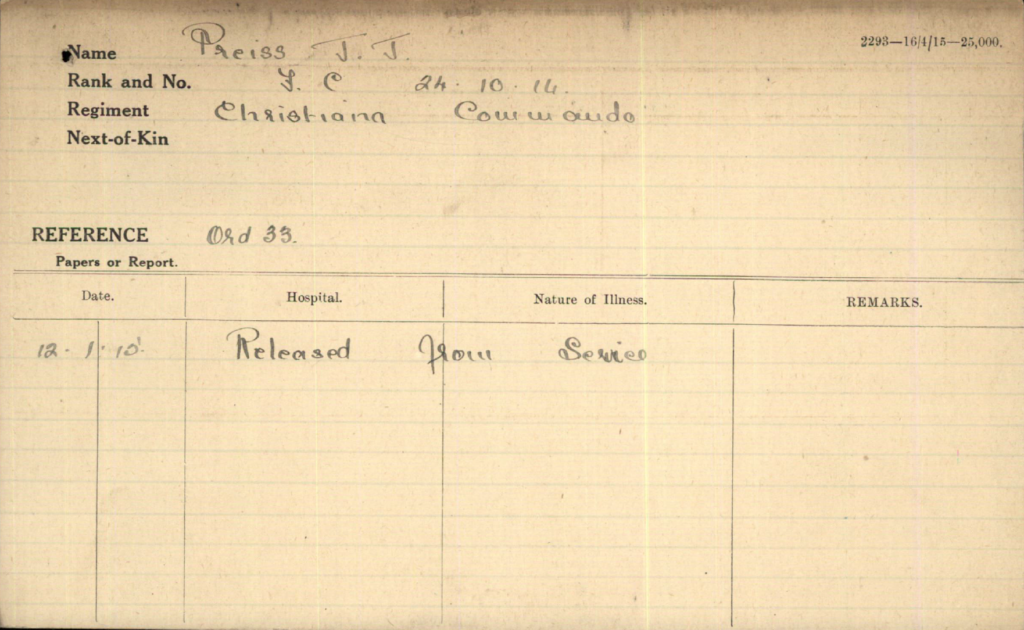 Name Preiss J. J.
2293—16/4/15—25,000.
Rank and No. F. C 24. 10. 14.
Regiment Christiana Commando
Next-of-Kin
REFERENCE Ord 33.
Papers or Report.
Date. Hospital. Nature of Illness. REMARKS.
12. 1. 15. Released from Service